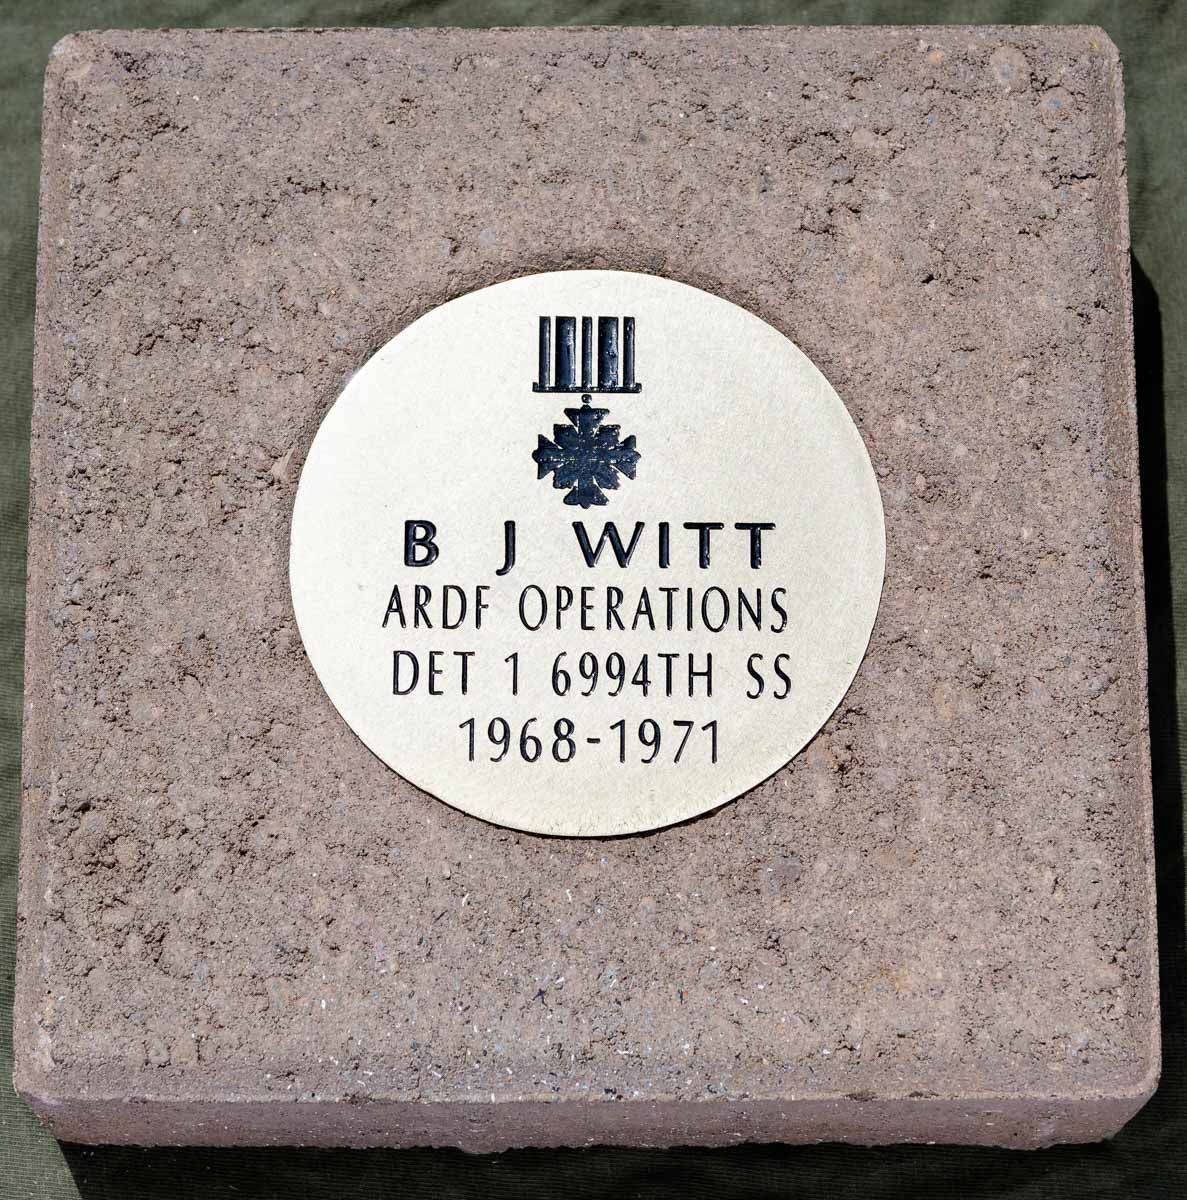 B J WITT
ARDF OPERATIONS
DET 1 6994TH SS
1968-1971